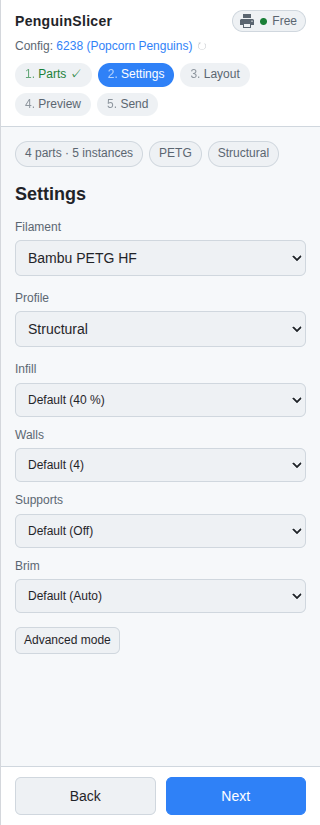 PenguinSlicer
Free
Config: 6238 (Popcorn Penguins)
1. Parts ✓
2. Settings
3. Layout
4. Preview
5. Send
4 parts · 5 instances
PETG
Structural
Settings
Filament
Bambu PETG HF
Profile
Structural
Infill
Default (40 %)
Walls
Default (4)
Supports
Default (Off)
Brim
Default (Auto)
Advanced mode
Back
Next